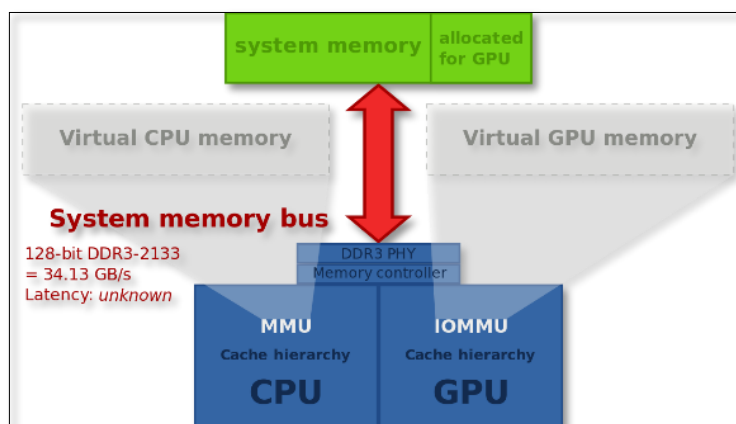 system memory
allocated
for GPU
Virtual CPU memory
Virtual GPU memory
System memory bus
128-bit DDR3-2133
= 34.13 GB/s
Latency: unknown
DDR3 PHY
Memory controller
MMU
IOMMU
Cache hierarchy
Cache hierarchy
CPU
GPU